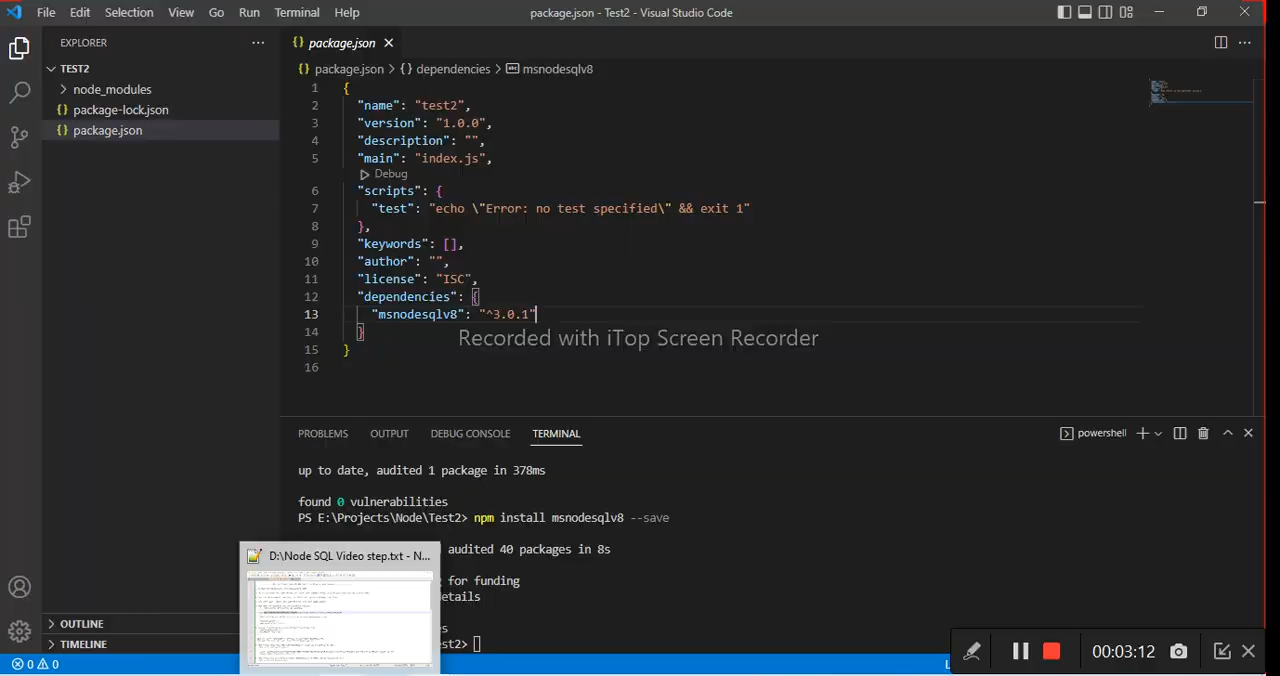 File Edit Selection View Go Run Terminal Help
package.json - Test2 - Visual Studio Code
EXPLORER
TEST2
node_modules
{} package-lock.json
{} package.json
OUTLINE
TIMELINE
{} package.json
{} package.json > {} dependencies > msnodesqlv8
1 {
2 "name": "test2",
3 "version": "1.0.0",
4 "description": "",
5 "main": "index.js",
Debug
6 "scripts": {
7 "test": "echo \"Error: no test specified\" && exit 1"
8 },
9 "keywords": [],
10 "author": "",
11 "license": "ISC",
12 "dependencies": {
13 "msnodesqlv8": "^3.0.1"
14 }
15 }
16
Recorded with iTop Screen Recorder
PROBLEMS OUTPUT DEBUG CONSOLE TERMINAL
powershell
up to date, audited 1 package in 378ms
found 0 vulnerabilities
PS E:\Projects\Node\Test2> npm install msnodesqlv8 --save
audited 40 packages in 8s
for funding
etails
s
st2>
D:\Node SQL Video step.txt - N...
0 0
L
00:03:12